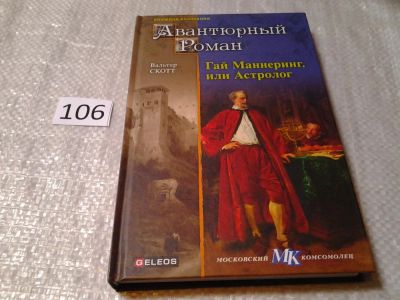 Авантюрный
Роман
Вальтер
СКОТТ
Гай Маннеринг,
или Астролог
106
GELEOS
МОСКОВСКИЙ МК КОМСОМОЛЕЦ